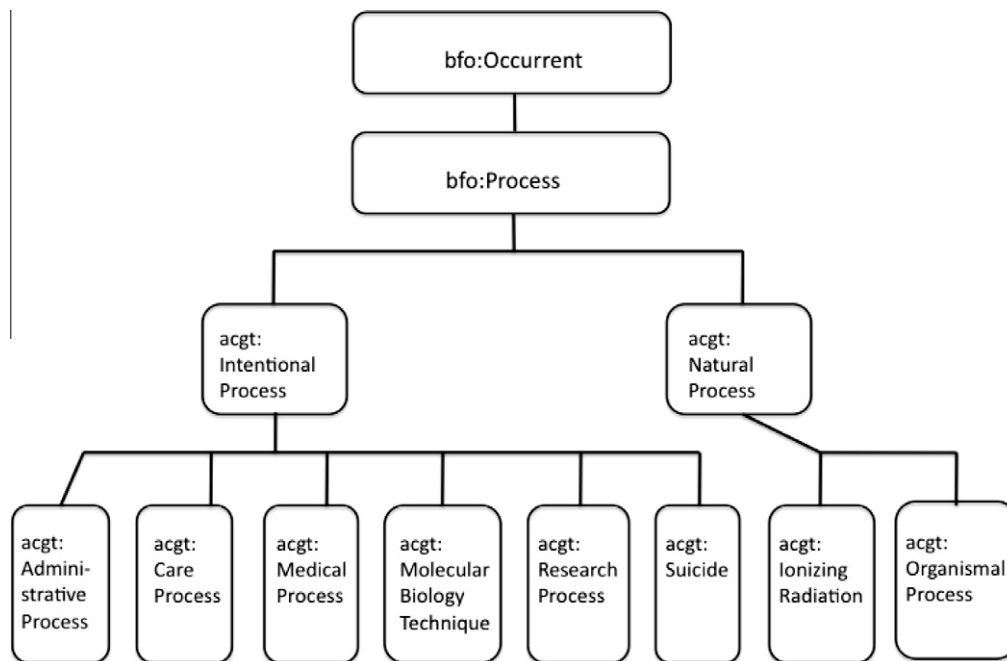 bfo:Occurrent
bfo:Process
acgt:
Intentional
Process
acgt:
Natural
Process
acgt:
Admini-
strative
Process
acgt:
Care
Process
acgt:
Medical
Process
acgt:
Molecular
Biology
Technique
acgt:
Research
Process
acgt:
Suicide
acgt:
Ionizing
Radiation
acgt:
Organismal
Process